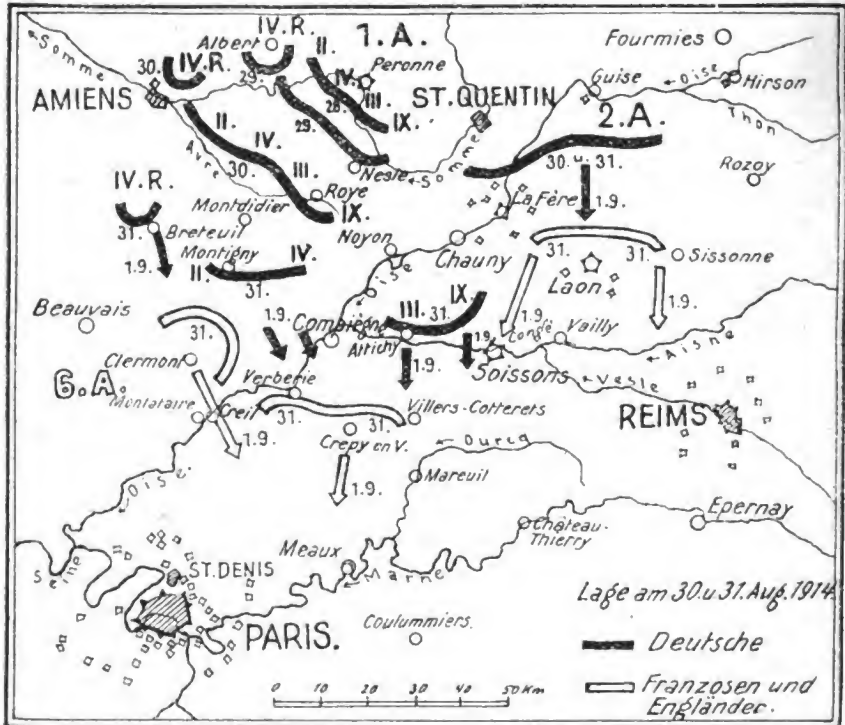 Somme
30.
IV.R.
Albert
IV.R.
29.
II.
1.A.
IV.
Peronne
28.
III.
IX.
Fourmies
Guise
Oise
Hirson
AMIENS
ST. QUENTIN
Thon
II.
IV.
30.
III.
29.
Avre
Nesle
Somme
2.A.
30. u. 31.
Rozoy
IV.R.
Roye
IX.
La Fère
1.9.
31.
Breteuil
Montdidier
Noyon
Chauny
31.
31.
Sissonne
1.9.
Montigny
II.
IV.
31.
Oise
Laon
Beauvais
31.
1.9.
Compiègne
III.
31.
IX.
1.9.
1.9.
Attichy
1.9.
Condé
Vailly
Aisne
Clermont
6.A.
Verberie
1.9.
Soissons
Vesle
Montataire
Creil
31.
31.
Villers-Cotterets
REIMS
1.9.
Crepy en V.
Ourcq
1.9.
Mareuil
Oise
Epernay
Château-
Thierry
Seine
ST. DENIS
Meaux
Marne
PARIS.
Coulummiers.
Lage am 30. u. 31. Aug. 1914.
Deutsche
Franzosen und
Engländer.
0 10 20 30 40 50 Km